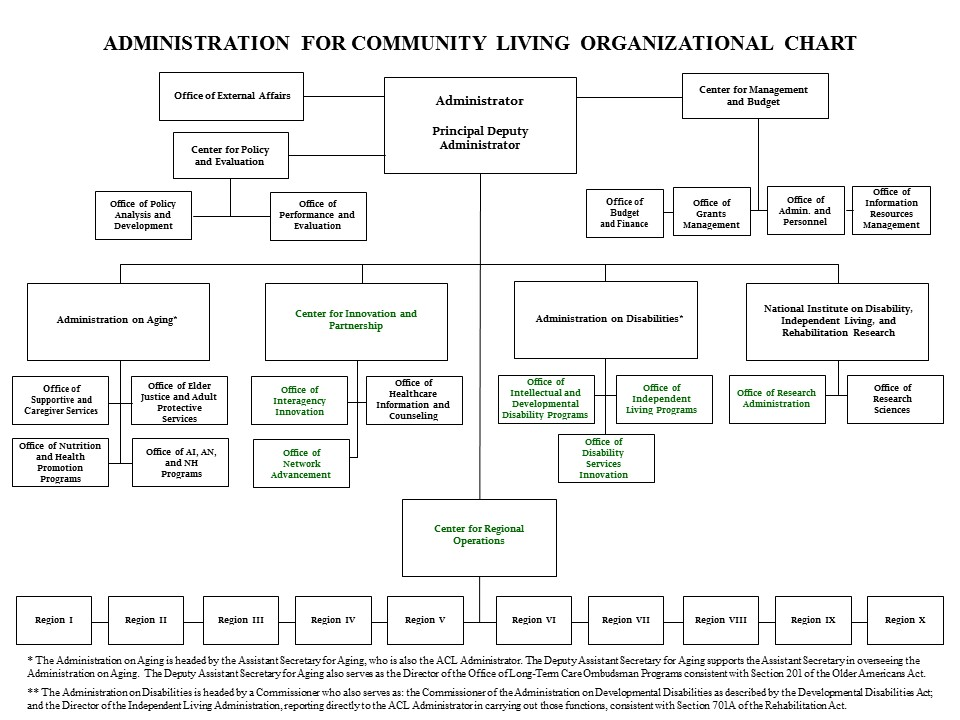 ADMINISTRATION FOR COMMUNITY LIVING ORGANIZATIONAL CHART
Office of External Affairs
Administrator
Principal Deputy
Administrator
Center for Management
and Budget
Center for Policy
and Evaluation
Office of Policy
Analysis and
Development
Office of
Performance and
Evaluation
Office of
Budget
and Finance
Office of
Grants
Management
Office of
Admin. and
Personnel
Office of
Information
Resources
Management
Administration on Aging*
Center for Innovation and
Partnership
Administration on Disabilities*
National Institute on Disability,
Independent Living, and
Rehabilitation Research
Office of
Supportive and
Caregiver Services
Office of Elder
Justice and Adult
Protective
Services
Office of
Interagency
Innovation
Office of
Healthcare
Information and
Counseling
Office of
Intellectual and
Developmental
Disability Programs
Office of
Independent
Living Programs
Office of Research
Administration
Office of
Research
Sciences
Office of Nutrition
and Health
Promotion
Programs
Office of AI, AN,
and NH
Programs
Office of
Network
Advancement
Office of
Disability
Services
Innovation
Center for Regional
Operations
Region I
Region II
Region III
Region IV
Region V
Region VI
Region VII
Region VIII
Region IX
Region X
* The Administration on Aging is headed by the Assistant Secretary for Aging, who is also the ACL Administrator. The Deputy Assistant Secretary for Aging supports the Assistant Secretary in overseeing the
Administration on Aging. The Deputy Assistant Secretary for Aging also serves as the Director of the Office of Long-Term Care Ombudsman Programs consistent with Section 201 of the Older Americans Act.
** The Administration on Disabilities is headed by a Commissioner who also serves as: the Commissioner of the Administration on Developmental Disabilities as described by the Developmental Disabilities Act;
and the Director of the Independent Living Administration, reporting directly to the ACL Administrator in carrying out those functions, consistent with Section 701A of the Rehabilitation Act.